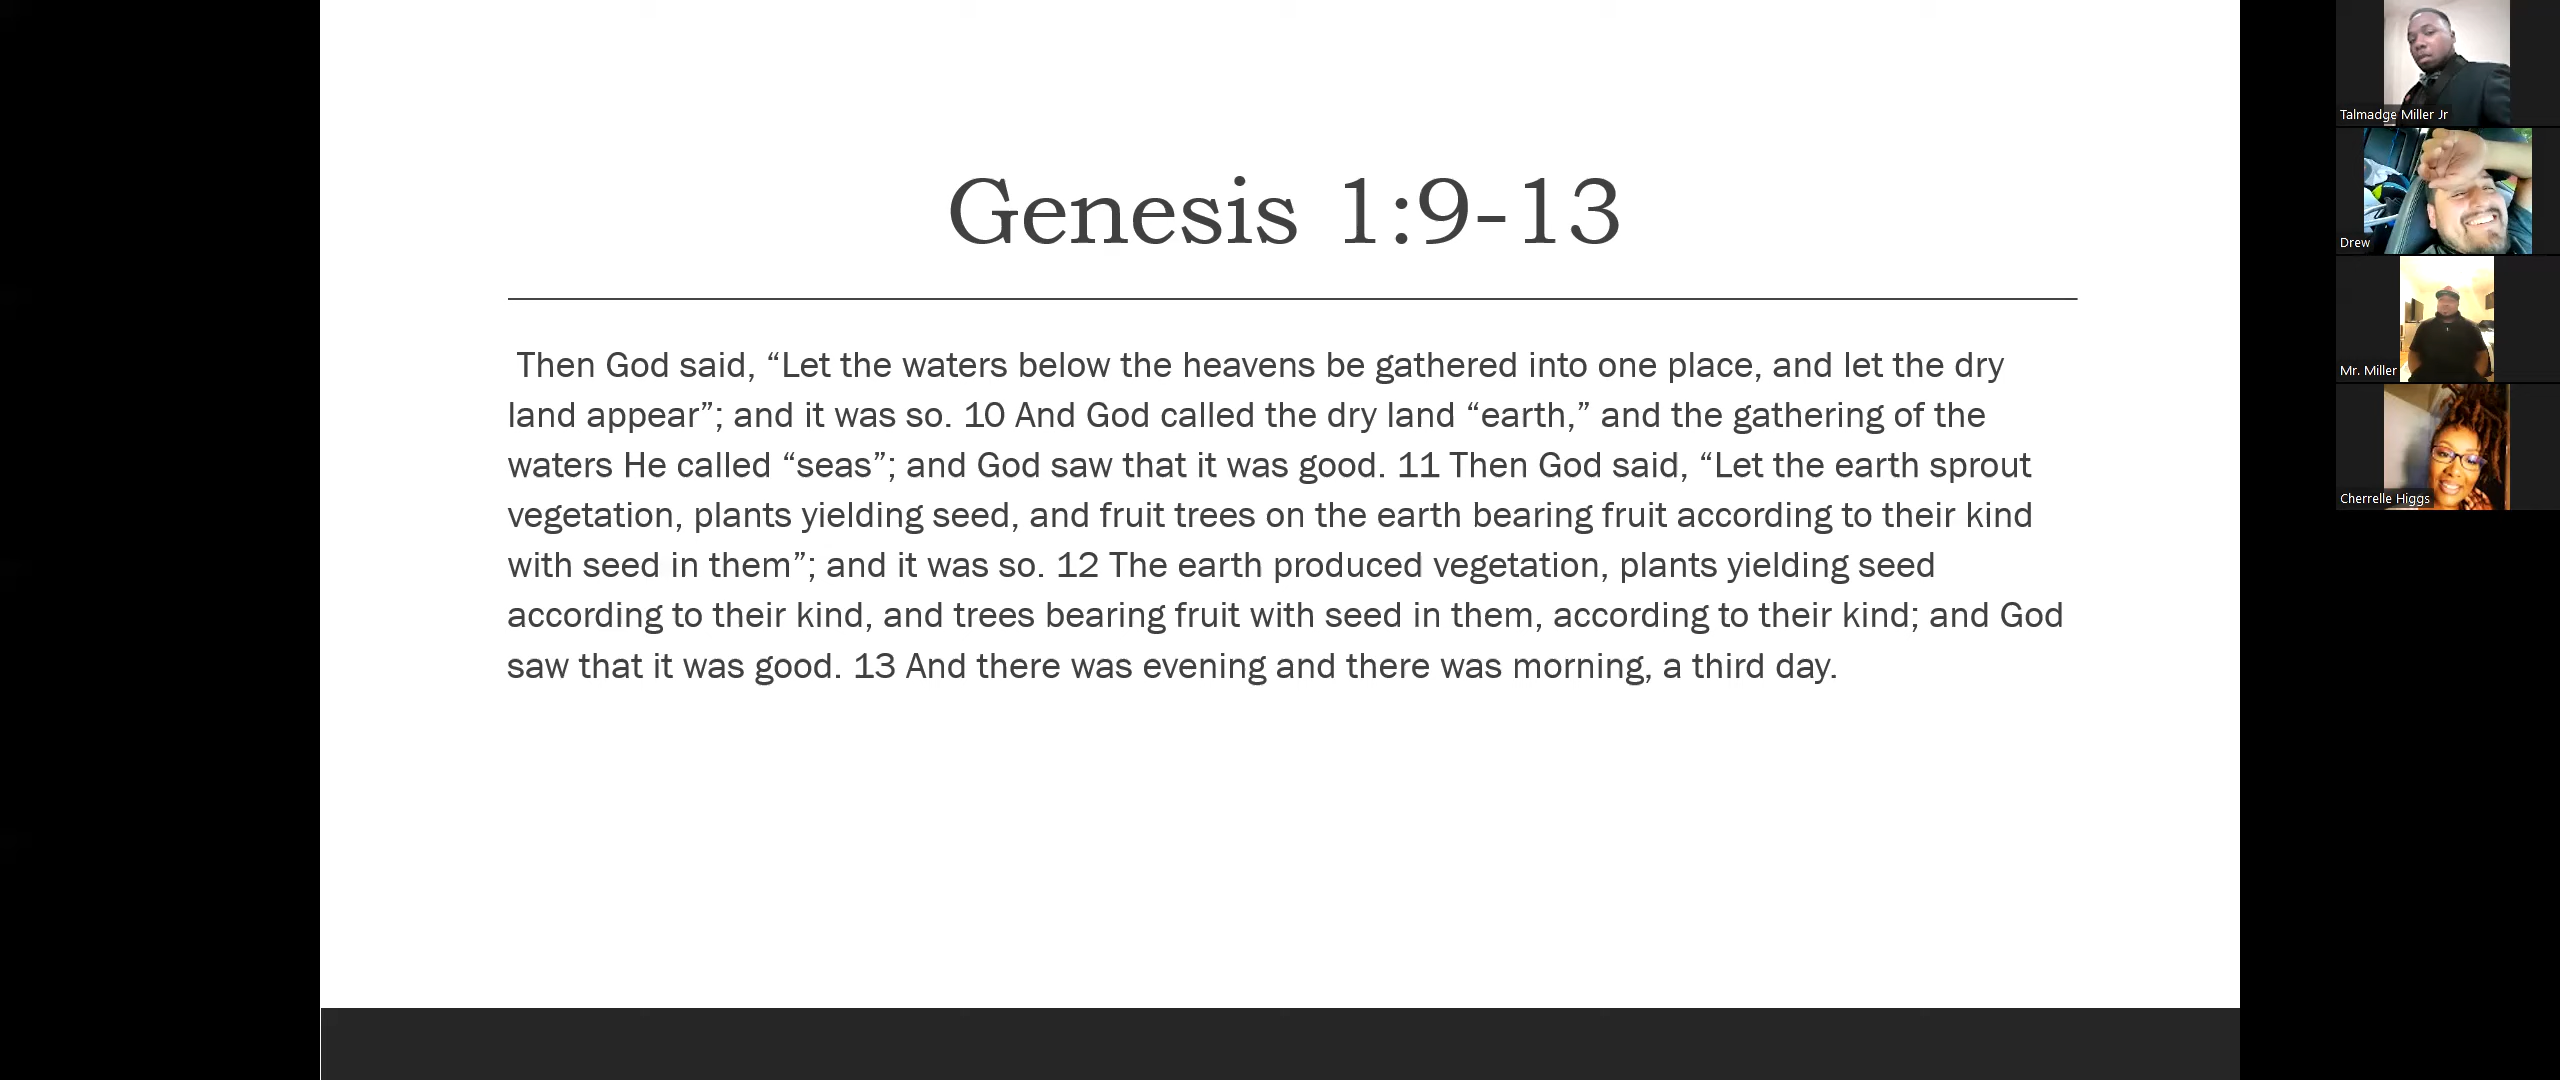 Genesis 1:9-13
Then God said, “Let the waters below the heavens be gathered into one place, and let the dry
land appear”; and it was so. 10 And God called the dry land “earth,” and the gathering of the
waters He called “seas”; and God saw that it was good. 11 Then God said, “Let the earth sprout
vegetation, plants yielding seed, and fruit trees on the earth bearing fruit according to their kind
with seed in them”; and it was so. 12 The earth produced vegetation, plants yielding seed
according to their kind, and trees bearing fruit with seed in them, according to their kind; and God
saw that it was good. 13 And there was evening and there was morning, a third day.
Talmadge Miller Jr
Drew
Mr. Miller
Cherrelle Higgs